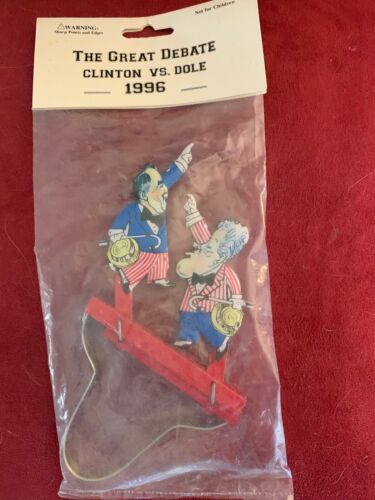 ⚠WARNING:
Sharp Points and Edges
Not for Children
THE GREAT DEBATE
CLINTON VS. DOLE
1996